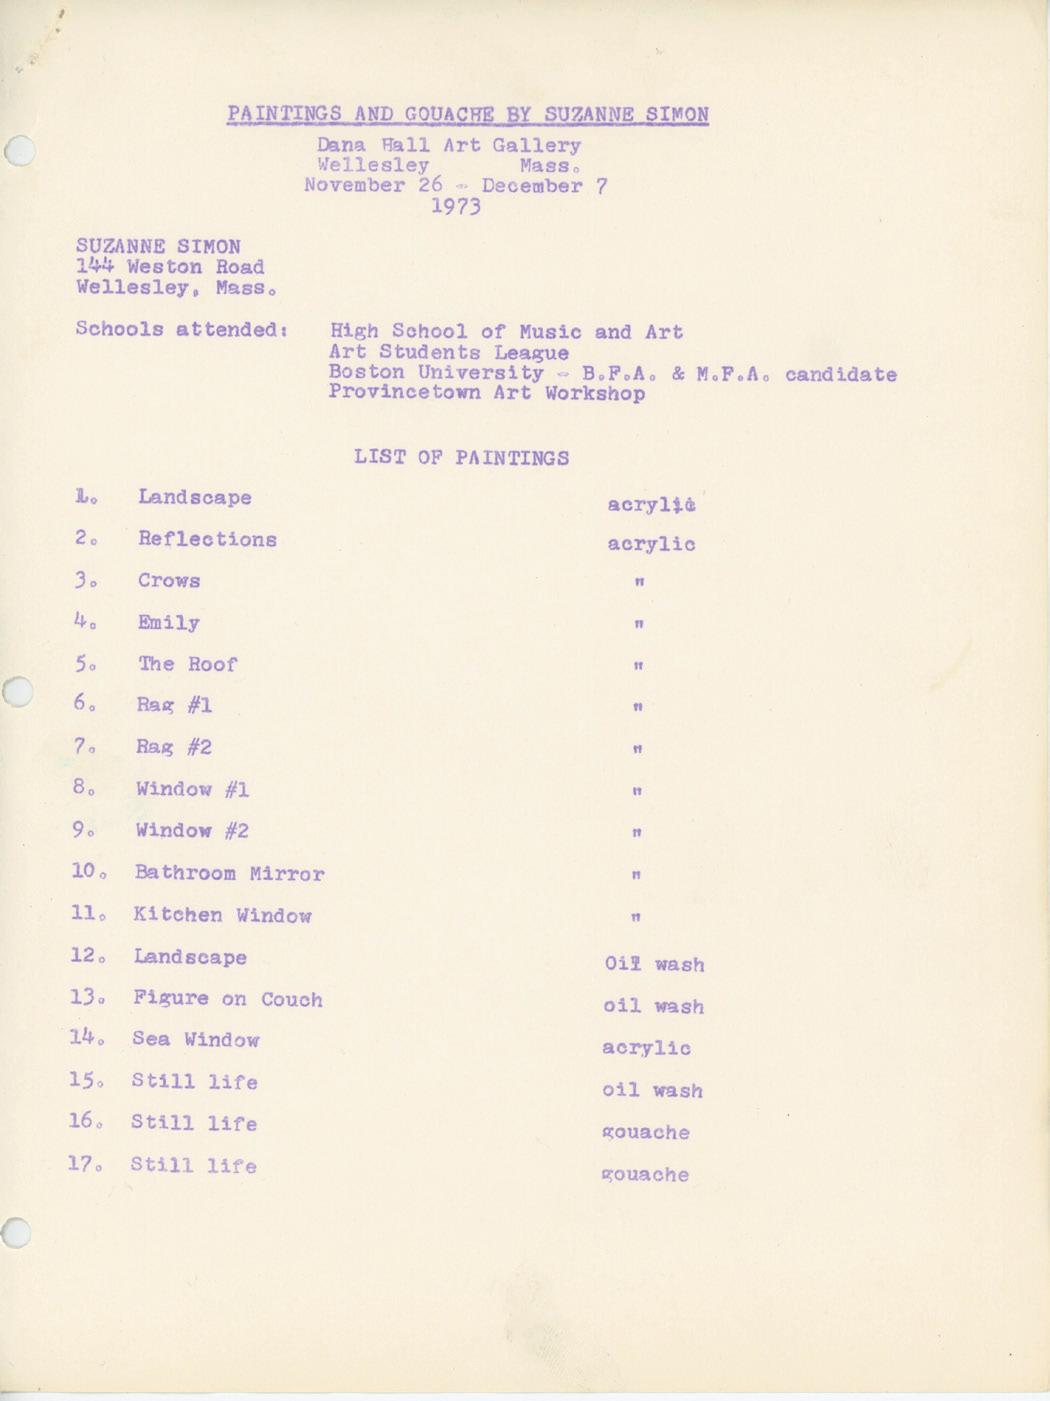 PAINTINGS AND GOUACHE BY SUZANNE SIMON
Dana Hall Art Gallery
Wellesley Mass.
November 26 - December 7
1973
SUZANNE SIMON
144 Weston Road
Wellesley, Mass.
Schools attended: High School of Music and Art
Art Students League
Boston University - B.F.A. & M.F.A. candidate
Provincetown Art Workshop
LIST OF PAINTINGS
1. Landscape acrylic
2. Reflections acrylic
3. Crows "
4. Emily "
5. The Roof "
6. Rag #1 "
7. Rag #2 "
8. Window #1 "
9. Window #2 "
10. Bathroom Mirror "
11. Kitchen Window "
12. Landscape Oil wash
13. Figure on Couch oil wash
14. Sea Window acrylic
15. Still life oil wash
16. Still life gouache
17. Still life gouache